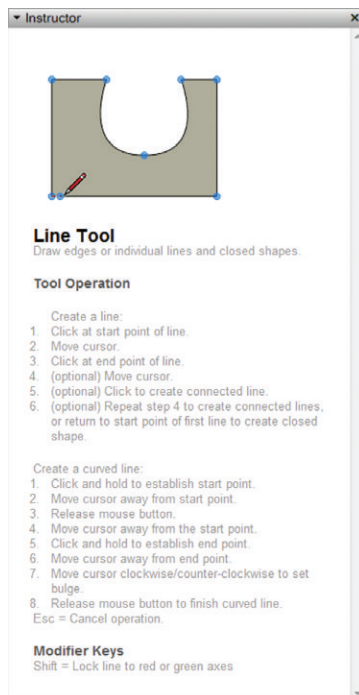 Instructor
Line Tool
Draw edges or individual lines and closed shapes.
Tool Operation
Create a line:
1. Click at start point of line.
2. Move cursor.
3. Click at end point of line.
4. (optional) Move cursor.
5. (optional) Click to create connected line.
6. (optional) Repeat step 4 to create connected lines,
or return to start point of first line to create closed
shape.
Create a curved line:
1. Click and hold to establish start point.
2. Move cursor away from start point.
3. Release mouse button.
4. Move cursor away from the start point.
5. Click and hold to establish end point.
6. Move cursor away from end point.
7. Move cursor clockwise/counter-clockwise to set
bulge.
8. Release mouse button to finish curved line.
Esc = Cancel operation.
Modifier Keys
Shift = Lock line to red or green axes